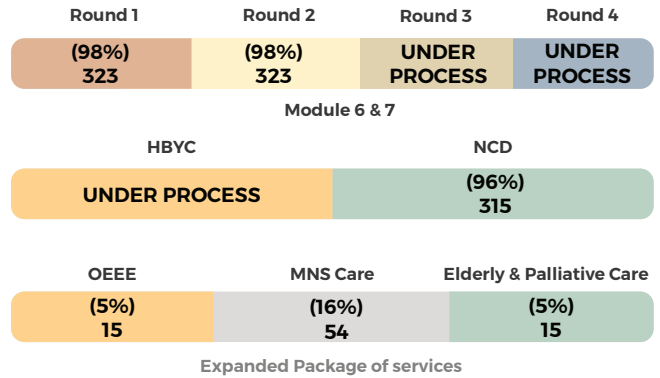 Round 1 Round 2 Round 3 Round 4
(98%) (98%) UNDER UNDER
323 323 PROCESS PROCESS
Module 6 & 7
HBYC NCD
UNDER PROCESS (96%)
315
OEEE MNS Care Elderly & Palliative Care
(5%) (16%) (5%)
15 54 15
Expanded Package of services